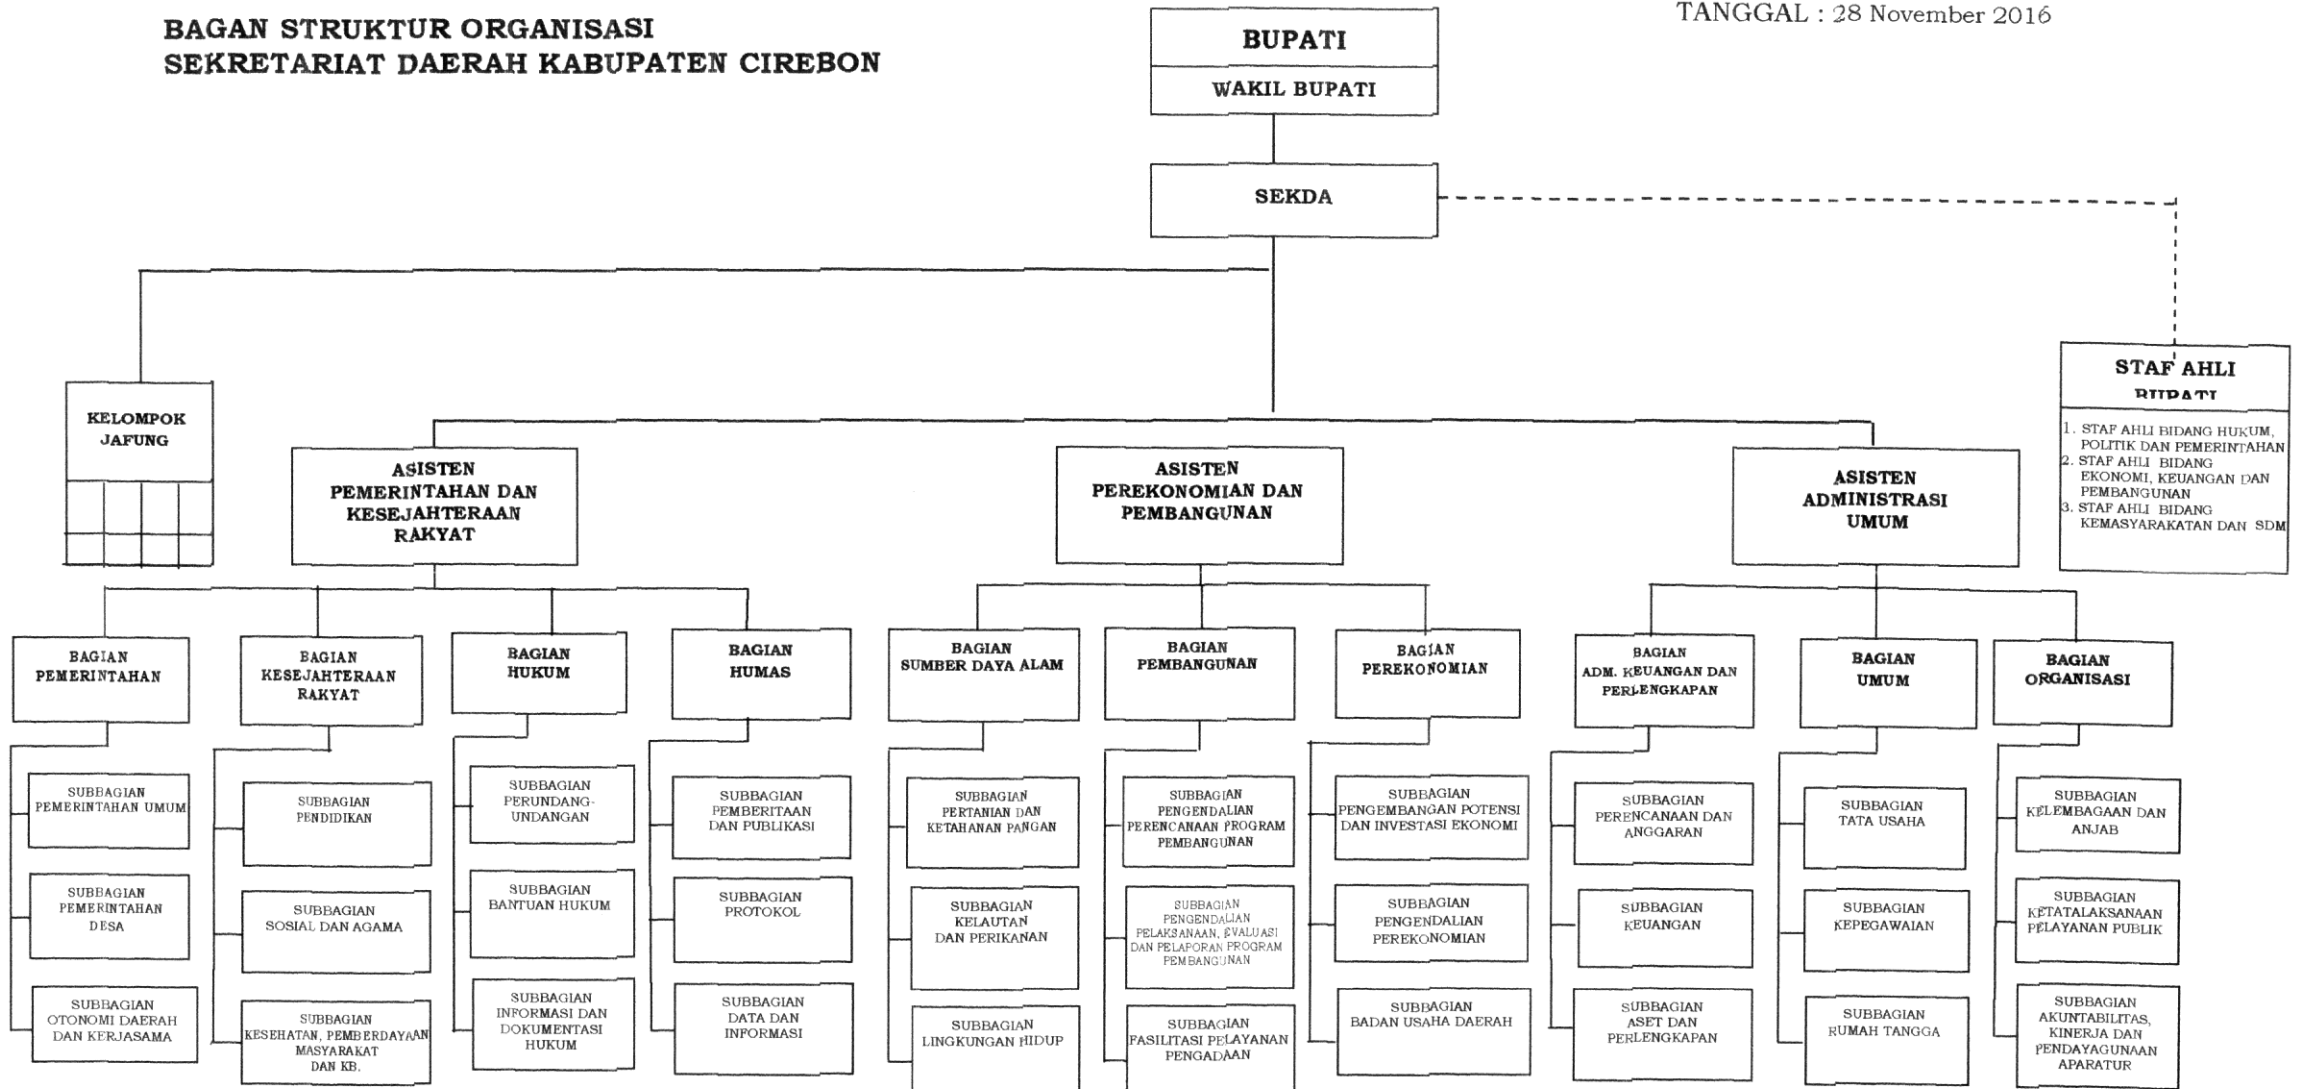 BAGAN STRUKTUR ORGANISASI
SEKRETARIAT DAERAH KABUPATEN CIREBON
TANGGAL : 28 November 2016
BUPATI
WAKIL BUPATI
SEKDA
KELOMPOK
JAFUNG
STAF AHLI
BUPATI
1. STAF AHLI BIDANG HUKUM,
POLITIK DAN PEMERINTAHAN
2. STAF AHLI BIDANG
EKONOMI, KEUANGAN DAN
PEMBANGUNAN
3. STAF AHLI BIDANG
KEMASYARAKATAN DAN SDM
ASISTEN
PEMERINTAHAN DAN
KESEJAHTERAAN
RAKYAT
ASISTEN
PEREKONOMIAN DAN
PEMBANGUNAN
ASISTEN
ADMINISTRASI
UMUM
BAGIAN
PEMERINTAHAN
BAGIAN
KESEJAHTERAAN
RAKYAT
BAGIAN
HUKUM
BAGIAN
HUMAS
BAGIAN
SUMBER DAYA ALAM
BAGIAN
PEMBANGUNAN
BAGIAN
PEREKONOMIAN
BAGIAN
ADM. KEUANGAN DAN
PERLENGKAPAN
BAGIAN
UMUM
BAGIAN
ORGANISASI
SUBBAGIAN
PEMERINTAHAN UMUM
SUBBAGIAN
PENDIDIKAN
SUBBAGIAN
PERUNDANG-
UNDANGAN
SUBBAGIAN
PEMBERITAAN
DAN PUBLIKASI
SUBBAGIAN
PERTANIAN DAN
KETAHANAN PANGAN
SUBBAGIAN
PENGENDALIAN
PERENCANAAN PROGRAM
PEMBANGUNAN
SUBBAGIAN
PENGEMBANGAN POTENSI
DAN INVESTASI EKONOMI
SUBBAGIAN
PERENCANAAN DAN
ANGGARAN
SUBBAGIAN
TATA USAHA
SUBBAGIAN
KELEMBAGAAN DAN
ANJAB
SUBBAGIAN
PEMERINTAHAN
DESA
SUBBAGIAN
SOSIAL DAN AGAMA
SUBBAGIAN
BANTUAN HUKUM
SUBBAGIAN
PROTOKOL
SUBBAGIAN
KELAUTAN
DAN PERIKANAN
SUBBAGIAN
PENGENDALIAN
PELAKSANAAN, EVALUASI
DAN PELAPORAN PROGRAM
PEMBANGUNAN
SUBBAGIAN
PENGENDALIAN
PEREKONOMIAN
SUBBAGIAN
KEUANGAN
SUBBAGIAN
KEPEGAWAIAN
SUBBAGIAN
KETATALAKSANAAN
PELAYANAN PUBLIK
SUBBAGIAN
OTONOMI DAERAH
DAN KERJASAMA
SUBBAGIAN
KESEHATAN, PEMBERDAYAAN
MASYARAKAT
DAN KB.
SUBBAGIAN
INFORMASI DAN
DOKUMENTASI
HUKUM
SUBBAGIAN
DATA DAN
INFORMASI
SUBBAGIAN
LINGKUNGAN HIDUP
SUBBAGIAN
FASILITASI PELAYANAN
PENGADAAN
SUBBAGIAN
BADAN USAHA DAERAH
SUBBAGIAN
ASET DAN
PERLENGKAPAN
SUBBAGIAN
RUMAH TANGGA
SUBBAGIAN
AKUNTABILITAS,
KINERJA DAN
PENDAYAGUNAAN
APARATUR